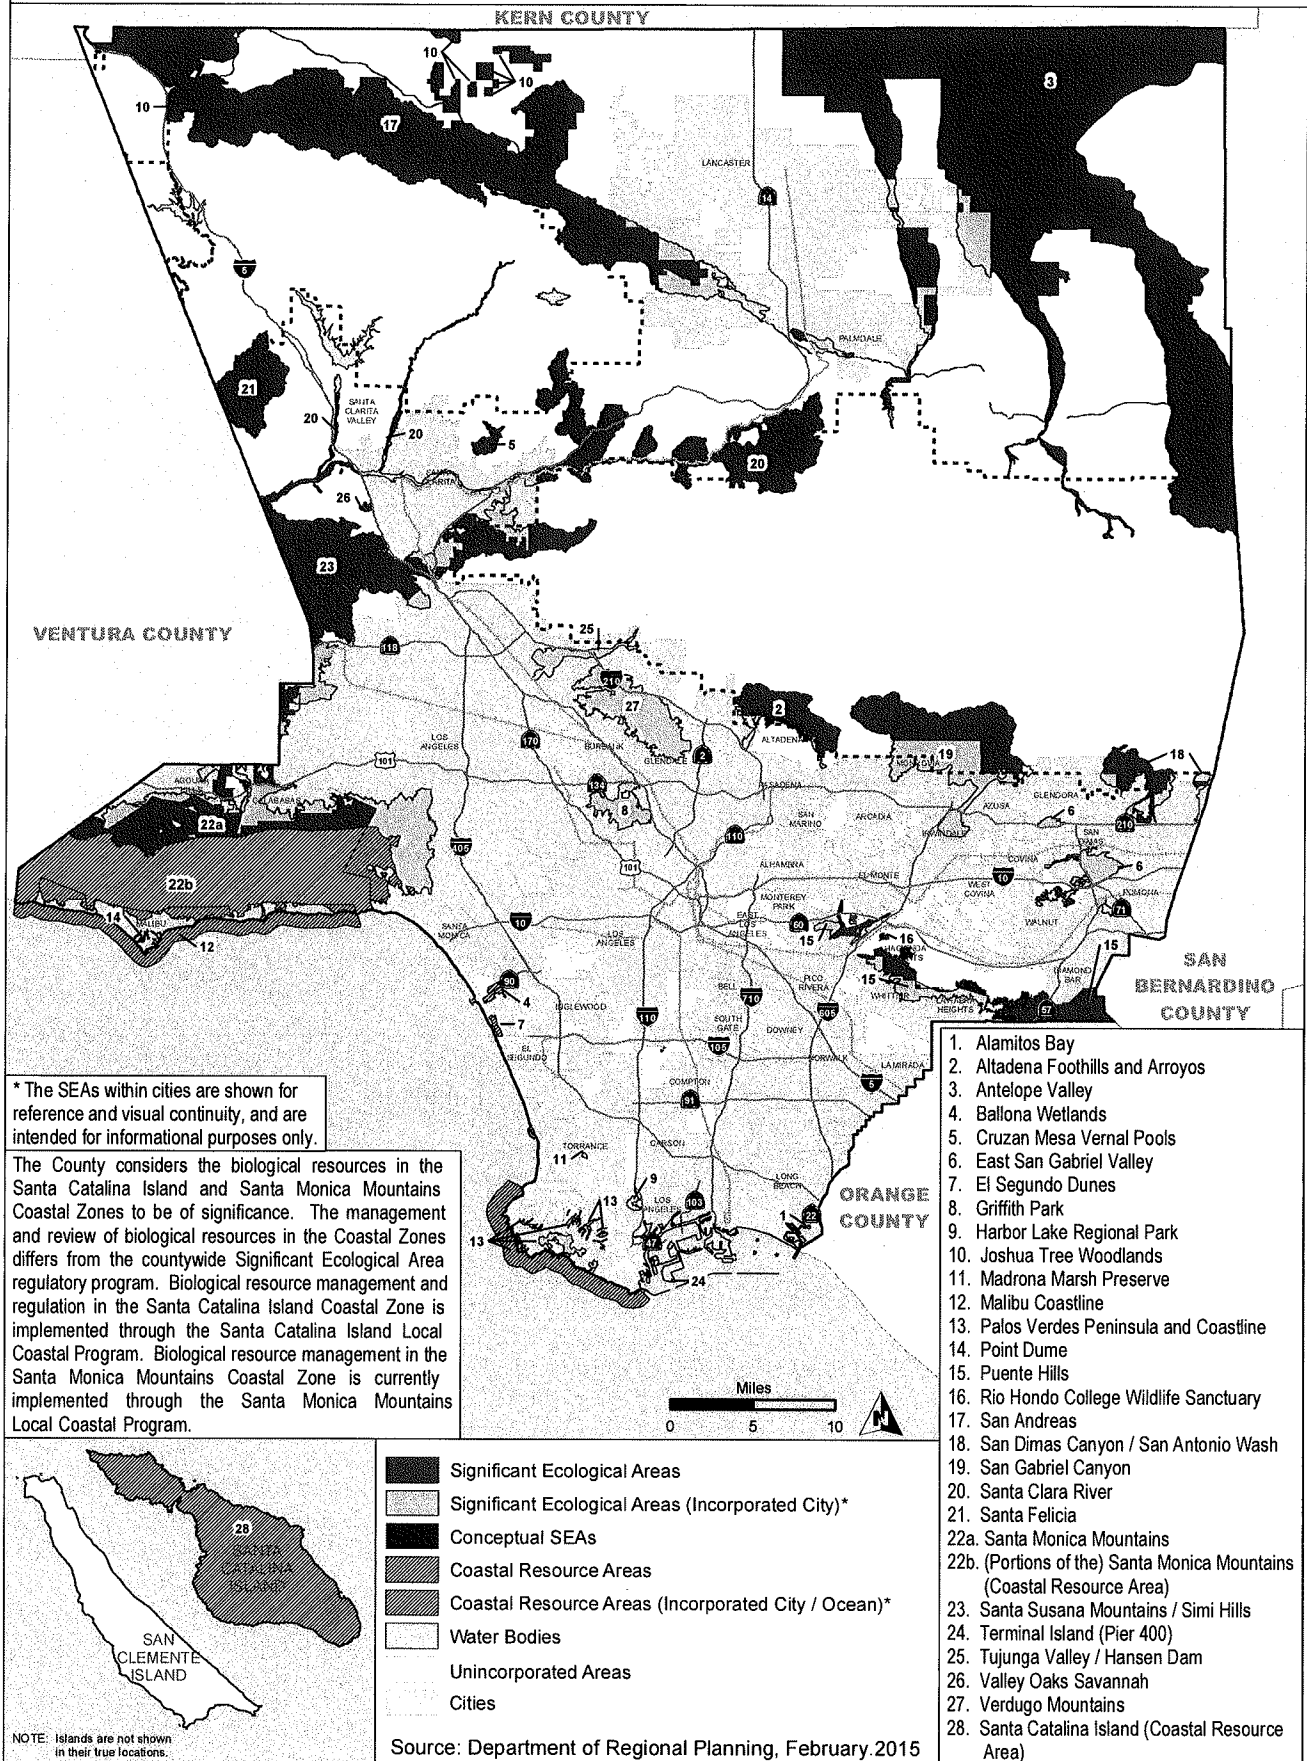 KERN COUNTY
10
10
3
10
17
LANCASTER
14
5
PALMDALE
21
SANTA
CLARITA
VALLEY
20
20
5
20
26
23
VENTURA COUNTY
118
25
210
27
2
LOS
ANGELES
170
BURBANK
GLENDALE
2
ALTADENA
19
18
101
PASADENA
GLENDORA
AZUSA
6
8
SAN
MARINO
ARCADIA
IRWINDALE
210
CALABASAS
22a
110
405
101
ALHAMBRA
EL MONTE
COVINA
6
22b
10
WEST
COVINA
POMONA
MONTEREY
PARK
71
14
MALIBU
12
SANTA
MONICA
10
LOS
ANGELES
EAST
LOS
ANGELES
60
15
16
WALNUT
15
DIAMOND
BAR
SAN
BERNARDINO
COUNTY
90
4
INGLEWOOD
BELL
710
PICO
RIVERA
15
WHITTIER
57
7
110
SOUTH
GATE
DOWNEY
605
EL
SEGUNDO
105
NORWALK
LA MIRADA
5
COMPTON
91
TORRANCE
11
CARSON
9
13
LOS
ANGELES
103
LONG
BEACH
1
22
ORANGE
COUNTY
13
47
24
* The SEAs within cities are shown for
reference and visual continuity, and are
intended for informational purposes only.
The County considers the biological resources in the
Santa Catalina Island and Santa Monica Mountains
Coastal Zones to be of significance. The management
and review of biological resources in the Coastal Zones
differs from the countywide Significant Ecological Area
regulatory program. Biological resource management and
regulation in the Santa Catalina Island Coastal Zone is
implemented through the Santa Catalina Island Local
Coastal Program. Biological resource management in the
Santa Monica Mountains Coastal Zone is currently
implemented through the Santa Monica Mountains
Local Coastal Program.
Miles
0 5 10
N
1. Alamitos Bay
2. Altadena Foothills and Arroyos
3. Antelope Valley
4. Ballona Wetlands
5. Cruzan Mesa Vernal Pools
6. East San Gabriel Valley
7. El Segundo Dunes
8. Griffith Park
9. Harbor Lake Regional Park
10. Joshua Tree Woodlands
11. Madrona Marsh Preserve
12. Malibu Coastline
13. Palos Verdes Peninsula and Coastline
14. Point Dume
15. Puente Hills
16. Rio Hondo College Wildlife Sanctuary
17. San Andreas
18. San Dimas Canyon / San Antonio Wash
19. San Gabriel Canyon
20. Santa Clara River
21. Santa Felicia
22a. Santa Monica Mountains
22b. (Portions of the) Santa Monica Mountains
(Coastal Resource Area)
23. Santa Susana Mountains / Simi Hills
24. Terminal Island (Pier 400)
25. Tujunga Valley / Hansen Dam
26. Valley Oaks Savannah
27. Verdugo Mountains
28. Santa Catalina Island (Coastal Resource
Area)
28
SANTA
CATALINA
ISLAND
SAN
CLEMENTE
ISLAND
NOTE: Islands are not shown
in their true locations.
Significant Ecological Areas
Significant Ecological Areas (Incorporated City)*
Conceptual SEAs
Coastal Resource Areas
Coastal Resource Areas (Incorporated City / Ocean)*
Water Bodies
Unincorporated Areas
Cities
Source: Department of Regional Planning, February.2015